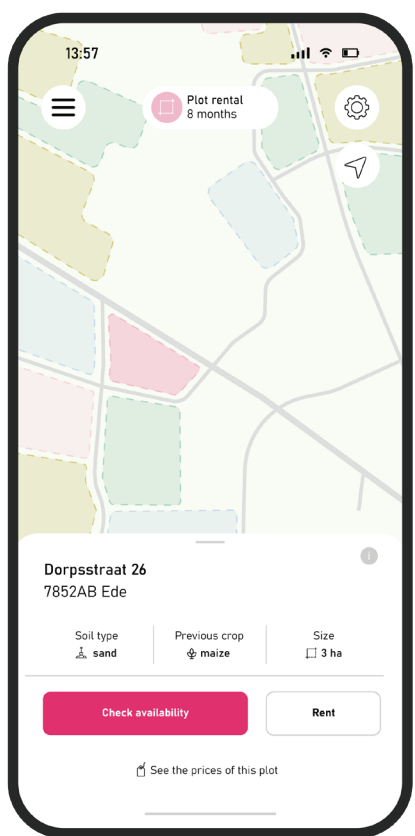 13:57
Plot rental
8 months
Dorpsstraat 26
7852AB Ede
Soil type
sand
Previous crop
maize
Size
3 ha
Check availability
Rent
See the prices of this plot